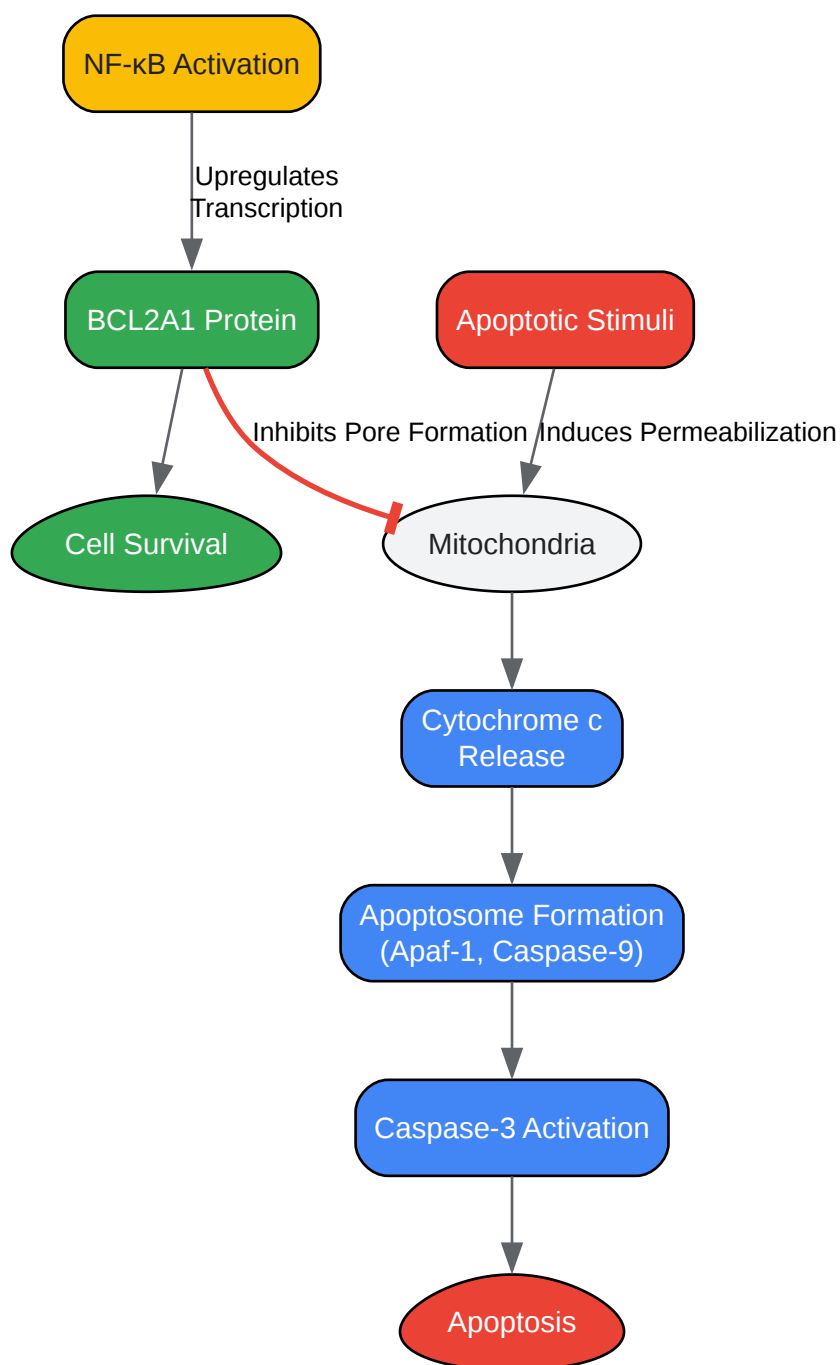 NF-κB Activation
Upregulates
Transcription
BCL2A1 Protein
Apoptotic Stimuli
Inhibits Pore Formation
Induces Permeabilization
Cell Survival
Mitochondria
Cytochrome c
Release
Apoptosome Formation
(Apaf-1, Caspase-9)
Caspase-3 Activation
Apoptosis